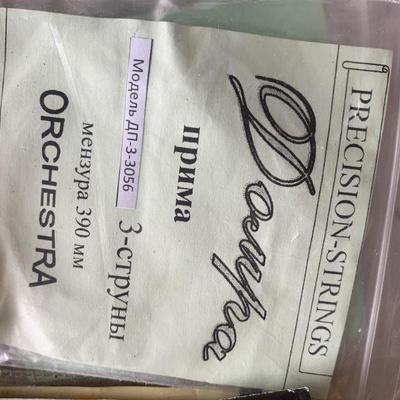 PRECISION-STRINGS
Домра
прима
Модель ДП-3-3056
3-струны
мензура 390 мм
ORCHESTRA